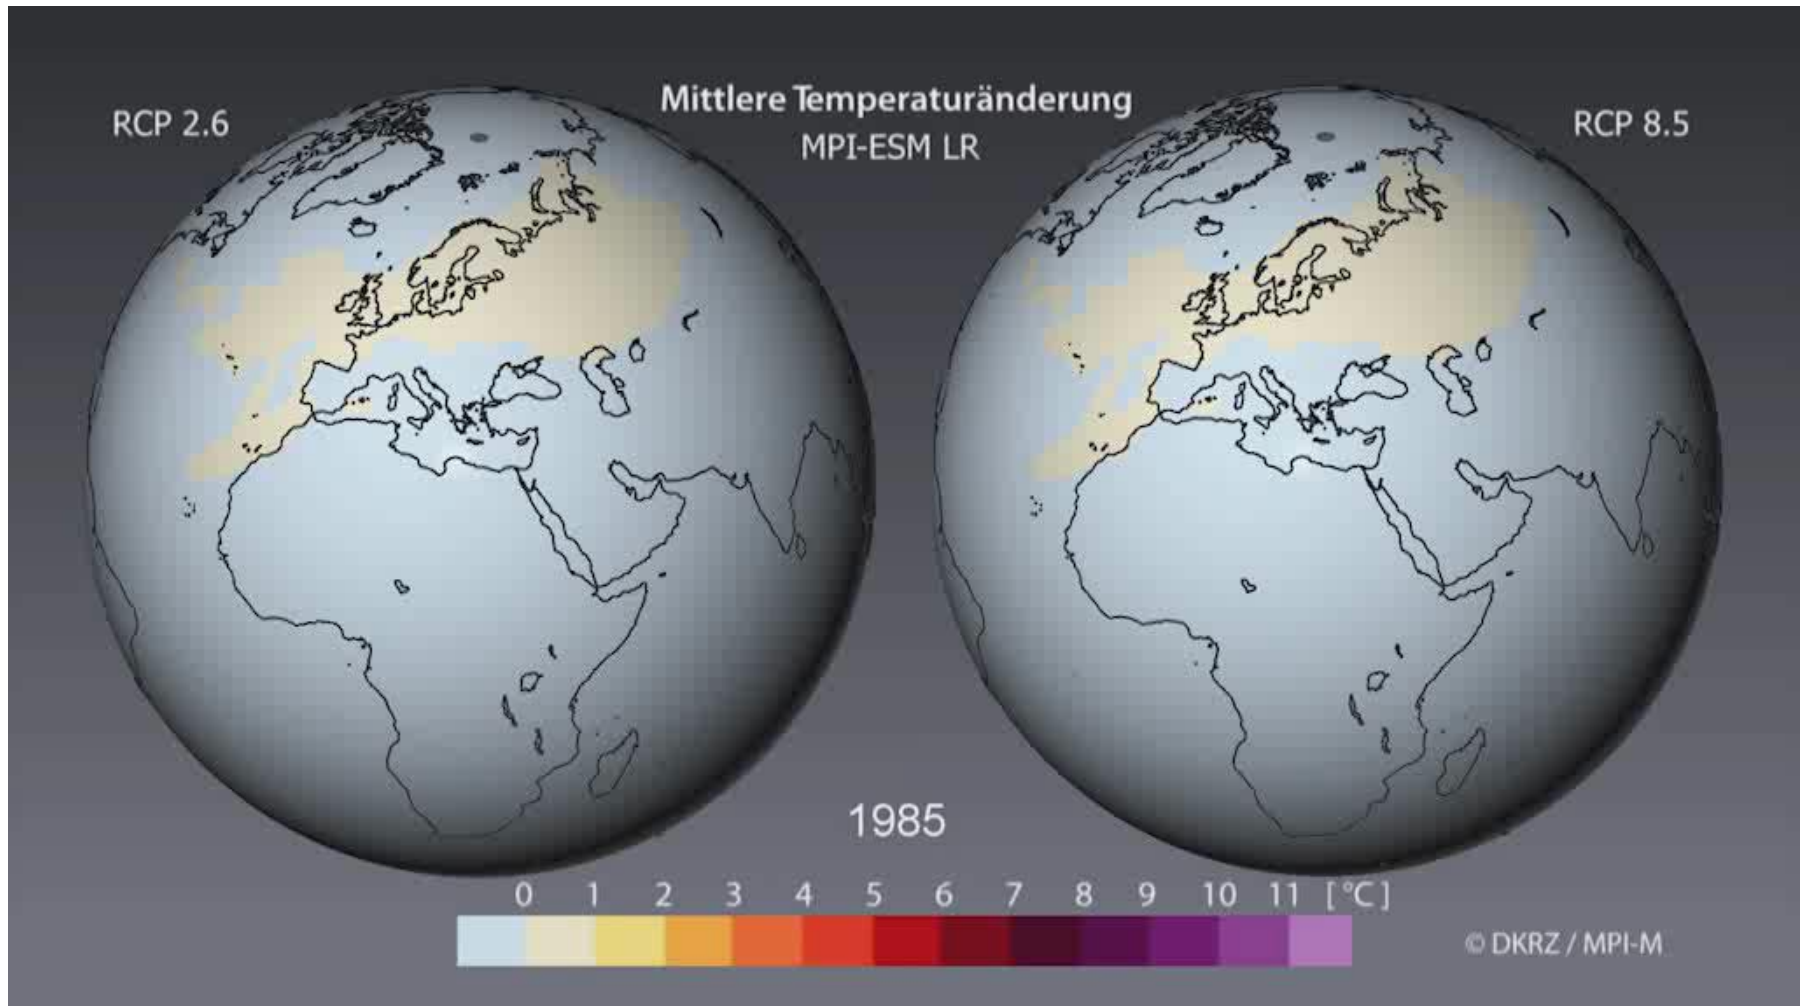 Mittlere Temperaturänderung
MPI-ESM LR
RCP 2.6
RCP 8.5
1985
0 1 2 3 4 5 6 7 8 9 10 11 [°C]
© DKRZ / MPI-M